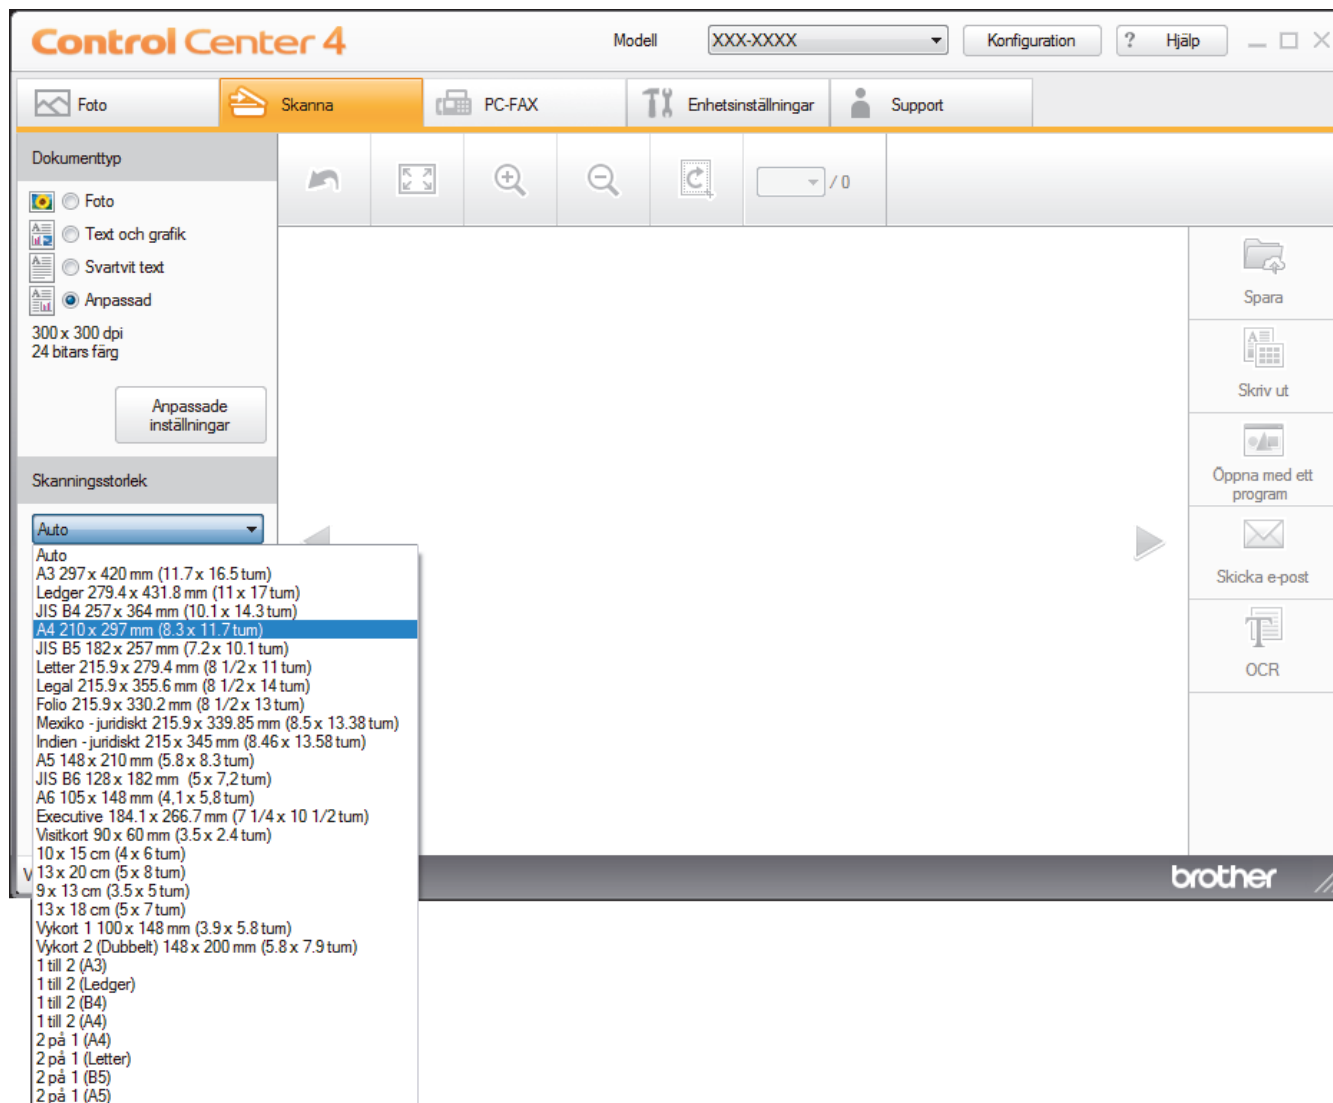 Control Center 4
Modell
XXX-XXXX
Konfiguration
? Hjälp
Foto
Skanna
PC-FAX
Enhetsinställningar
Support
Dokumenttyp
/ 0
Foto
Text och grafik
Svartvit text
Anpassad
300 x 300 dpi
24 bitars färg
Anpassade
inställningar
Skanningsstorlek
Auto
Auto
A3 297 x 420 mm (11.7 x 16.5 tum)
Ledger 279.4 x 431.8 mm (11 x 17 tum)
JIS B4 257 x 364 mm (10.1 x 14.3 tum)
A4 210 x 297 mm (8.3 x 11.7 tum)
JIS B5 182 x 257 mm (7.2 x 10.1 tum)
Letter 215.9 x 279.4 mm (8 1/2 x 11 tum)
Legal 215.9 x 355.6 mm (8 1/2 x 14 tum)
Folio 215.9 x 330.2 mm (8 1/2 x 13 tum)
Mexiko - juridiskt 215.9 x 339.85 mm (8.5 x 13.38 tum)
Indien - juridiskt 215 x 345 mm (8.46 x 13.58 tum)
A5 148 x 210 mm (5.8 x 8.3 tum)
JIS B6 128 x 182 mm (5 x 7,2 tum)
A6 105 x 148 mm (4,1 x 5,8 tum)
Executive 184.1 x 266.7 mm (7 1/4 x 10 1/2 tum)
Visitkort 90 x 60 mm (3.5 x 2.4 tum)
10 x 15 cm (4 x 6 tum)
13 x 20 cm (5 x 8 tum)
9 x 13 cm (3.5 x 5 tum)
13 x 18 cm (5 x 7 tum)
Vykort 1 100 x 148 mm (3.9 x 5.8 tum)
Vykort 2 (Dubbelt) 148 x 200 mm (5.8 x 7.9 tum)
1 till 2 (A3)
1 till 2 (Ledger)
1 till 2 (B4)
1 till 2 (A4)
2 på 1 (A4)
2 på 1 (Letter)
2 på 1 (B5)
2 på 1 (A5)
Spara
Skriv ut
Öppna med ett
program
Skicka e-post
OCR
brother